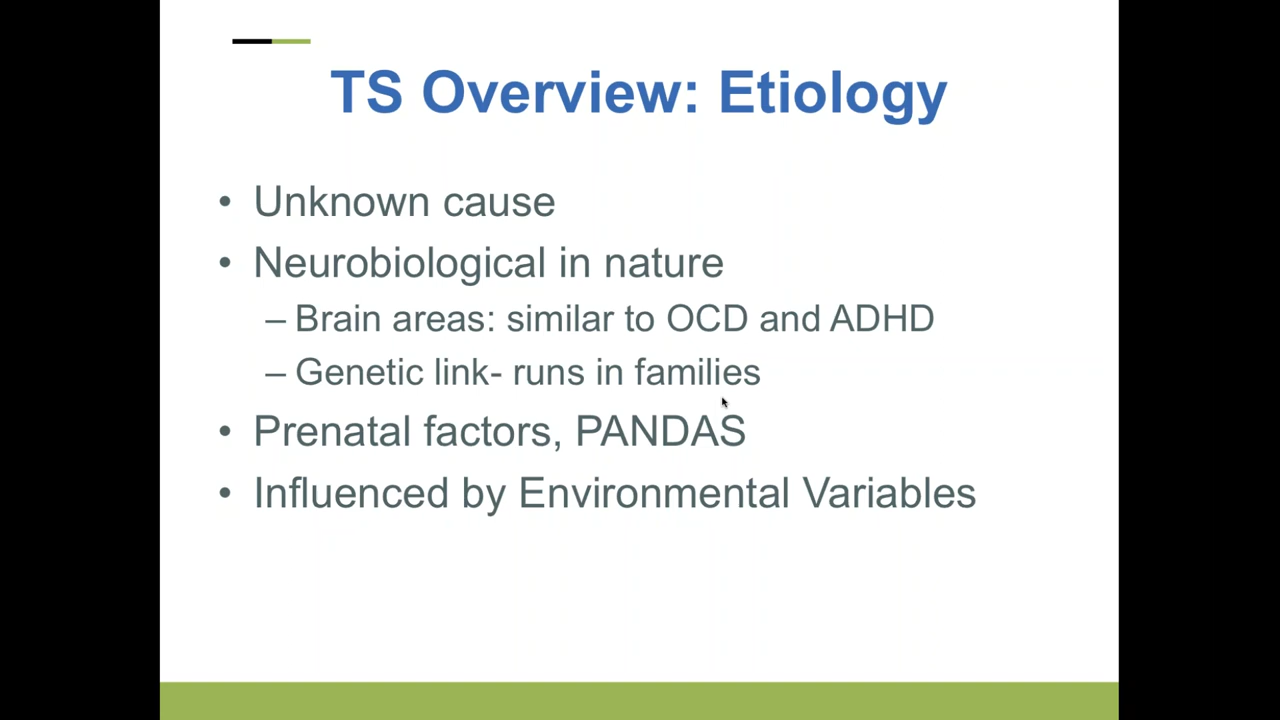 TS Overview: Etiology
• Unknown cause
• Neurobiological in nature
– Brain areas: similar to OCD and ADHD
– Genetic link- runs in families
• Prenatal factors, PANDAS
• Influenced by Environmental Variables